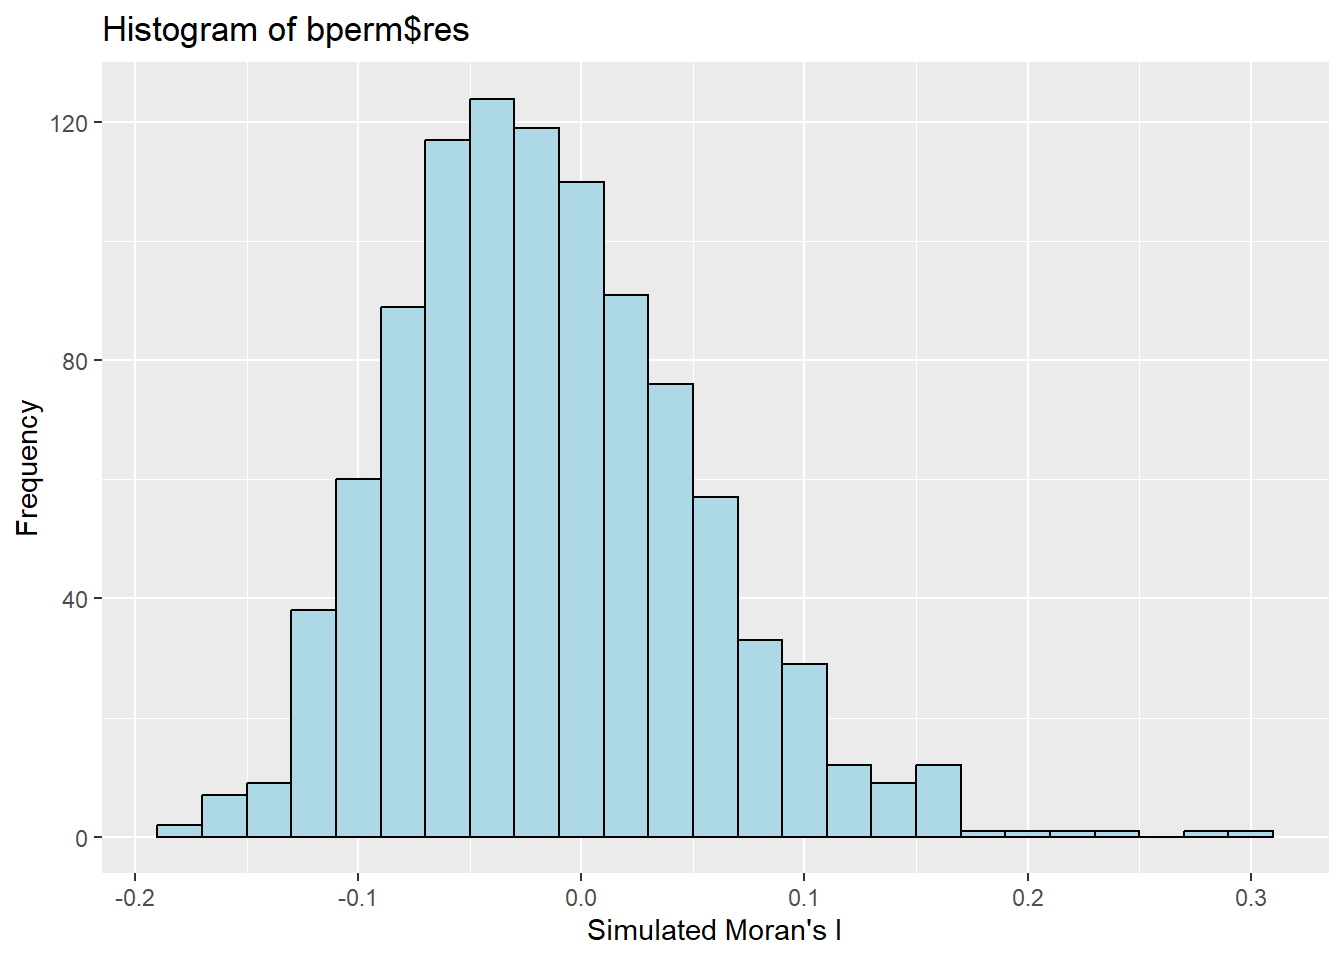 Histogram of bperm$res
120
80
40
0
Frequency
-0.2 -0.1 0.0 0.1 0.2 0.3
Simulated Moran's I